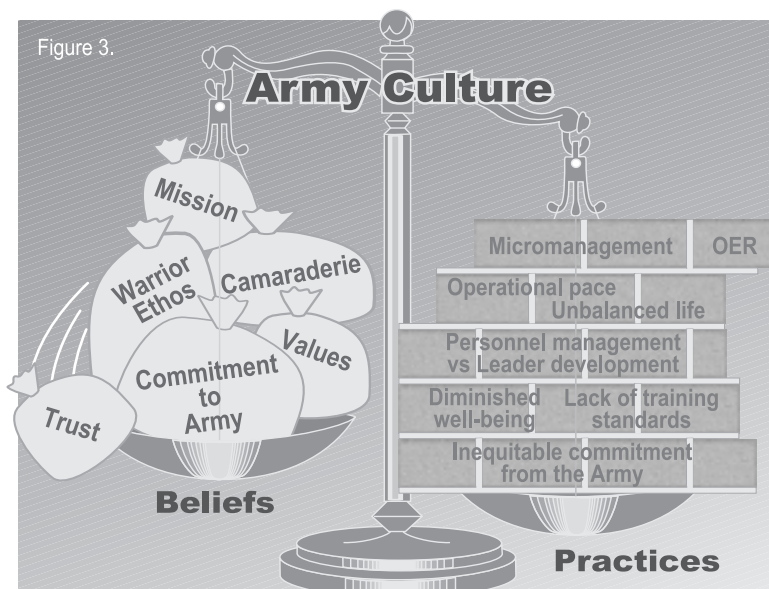 Figure 3.
Army Culture
Mission
Warrior
Ethos
Camaraderie
Values
Commitment
to
Army
Trust
Beliefs
Micromanagement OER
Operational pace
Unbalanced life
Personnel management
vs Leader development
Diminished
well-being
Lack of training
standards
Inequitable commitment
from the Army
Practices